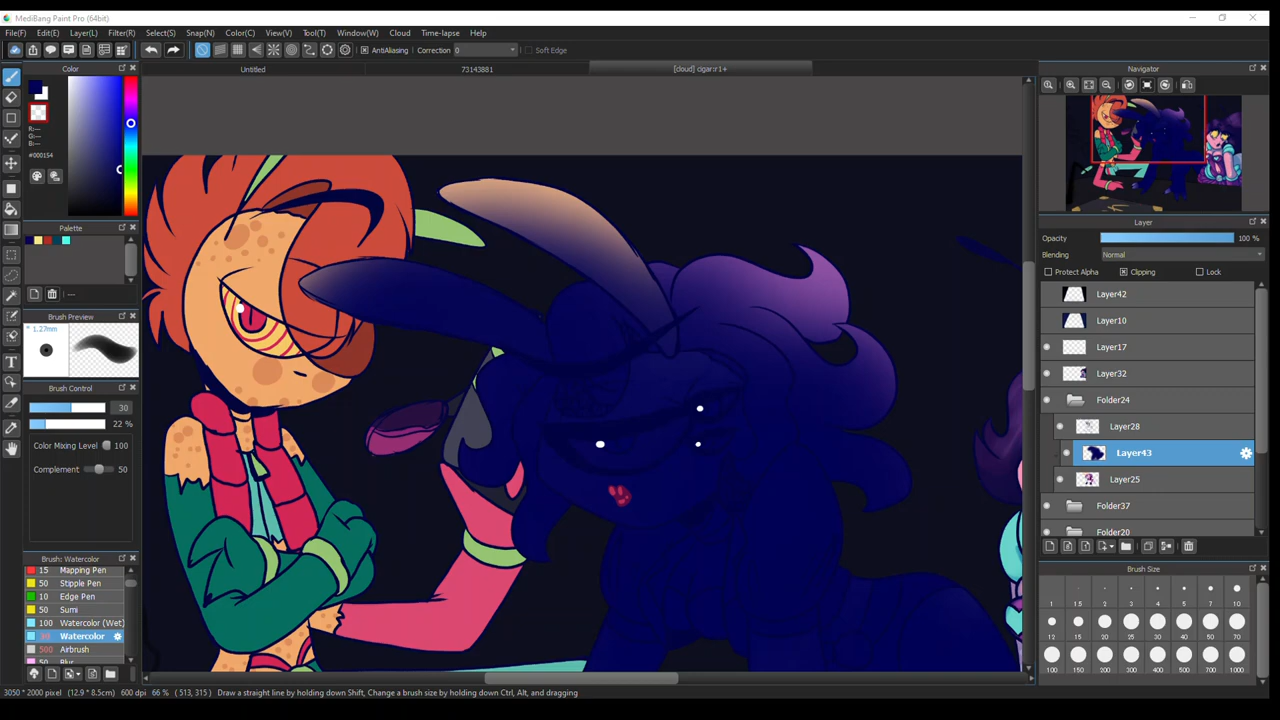 MediBang Paint Pro (64bit)
File(F) Edit(E) Layer(L) Filter(R) Select(S) Snap(N) Color(C) View(V) Tool(T) Window(W) Cloud Time-lapse Help
AntiAliasing Correction 0 Soft Edge
Color Untitled 73143881 [cloud] cigar:r1+ Navigator
R:---
G:---
B:---
#000154
Palette
---
Brush Preview
* 1.27mm
Brush Control
30
22 %
Color Mixing Level 100
Complement 50
Brush: Watercolor
15 Mapping Pen
50 Stipple Pen
10 Edge Pen
50 Sumi
100 Watercolor (Wet)
30 Watercolor
500 Airbrush
50 Blur
Layer
Opacity 100 %
Blending Normal
Protect Alpha Clipping Lock
Layer42
Layer10
Layer17
Layer32
Folder24
Layer28
Layer43
Layer25
Folder37
Folder20
Brush Size
1 1.5 2 3 4 5 7 10
12 15 20 25 30 40 50 70
100 150 200 300 400 500 700 1000
3050 * 2000 pixel (12.9 * 8.5cm) 600 dpi 66 % ( 513, 315 ) Draw a straight line by holding down Shift, Change a brush size by holding down Ctrl, Alt, and dragging